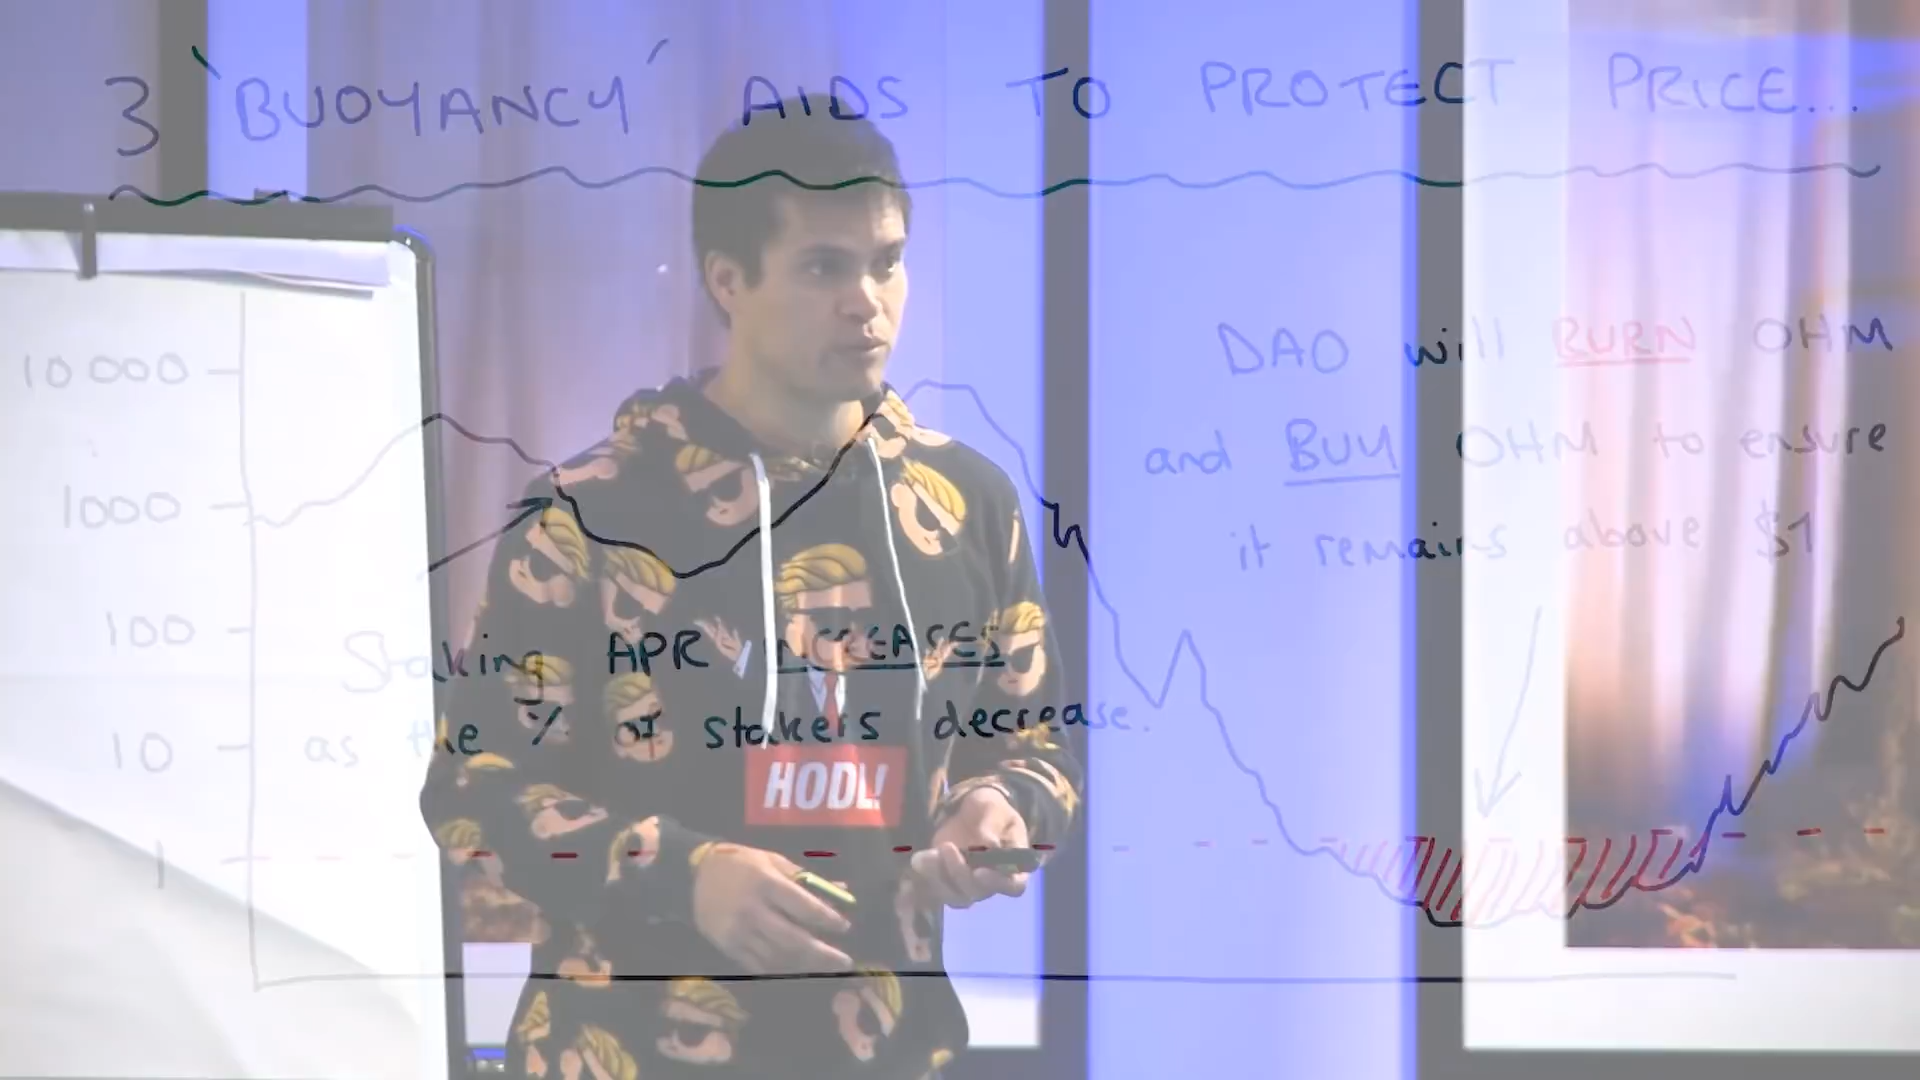 3 'BUOYANCY' AIDS TO PROTECT PRICE...
10 000
1000
100
10
1
DAO will BURN OHM
and BUY OHM to ensure
it remains above $1
Staking APR INCREASES
as the % of stakers decrease.
HODL!